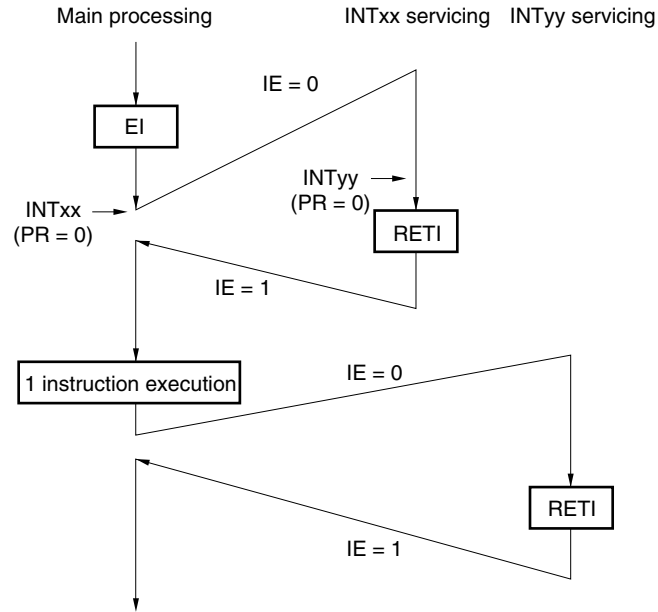 Main processing
INTxx servicing
INTyy servicing
IE = 0
EI
INTyy
(PR = 0)
INTxx
(PR = 0)
RETI
IE = 1
1 instruction execution
IE = 0
RETI
IE = 1